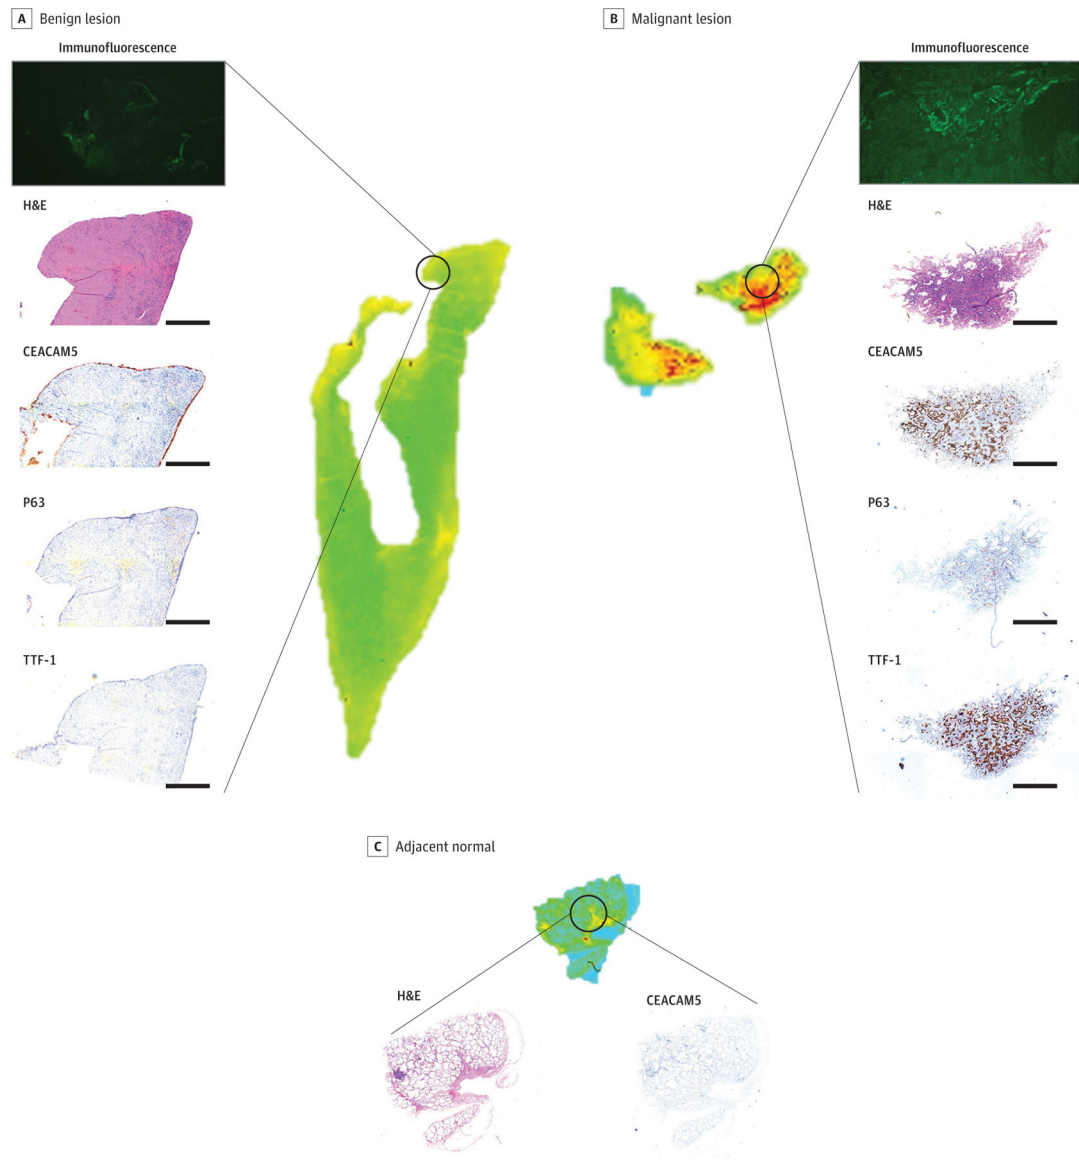 A Benign lesion
Immunofluorescence
H&E
CEACAM5
P63
TTF-1
B Malignant lesion
Immunofluorescence
H&E
CEACAM5
P63
TTF-1
C Adjacent normal
H&E
CEACAM5